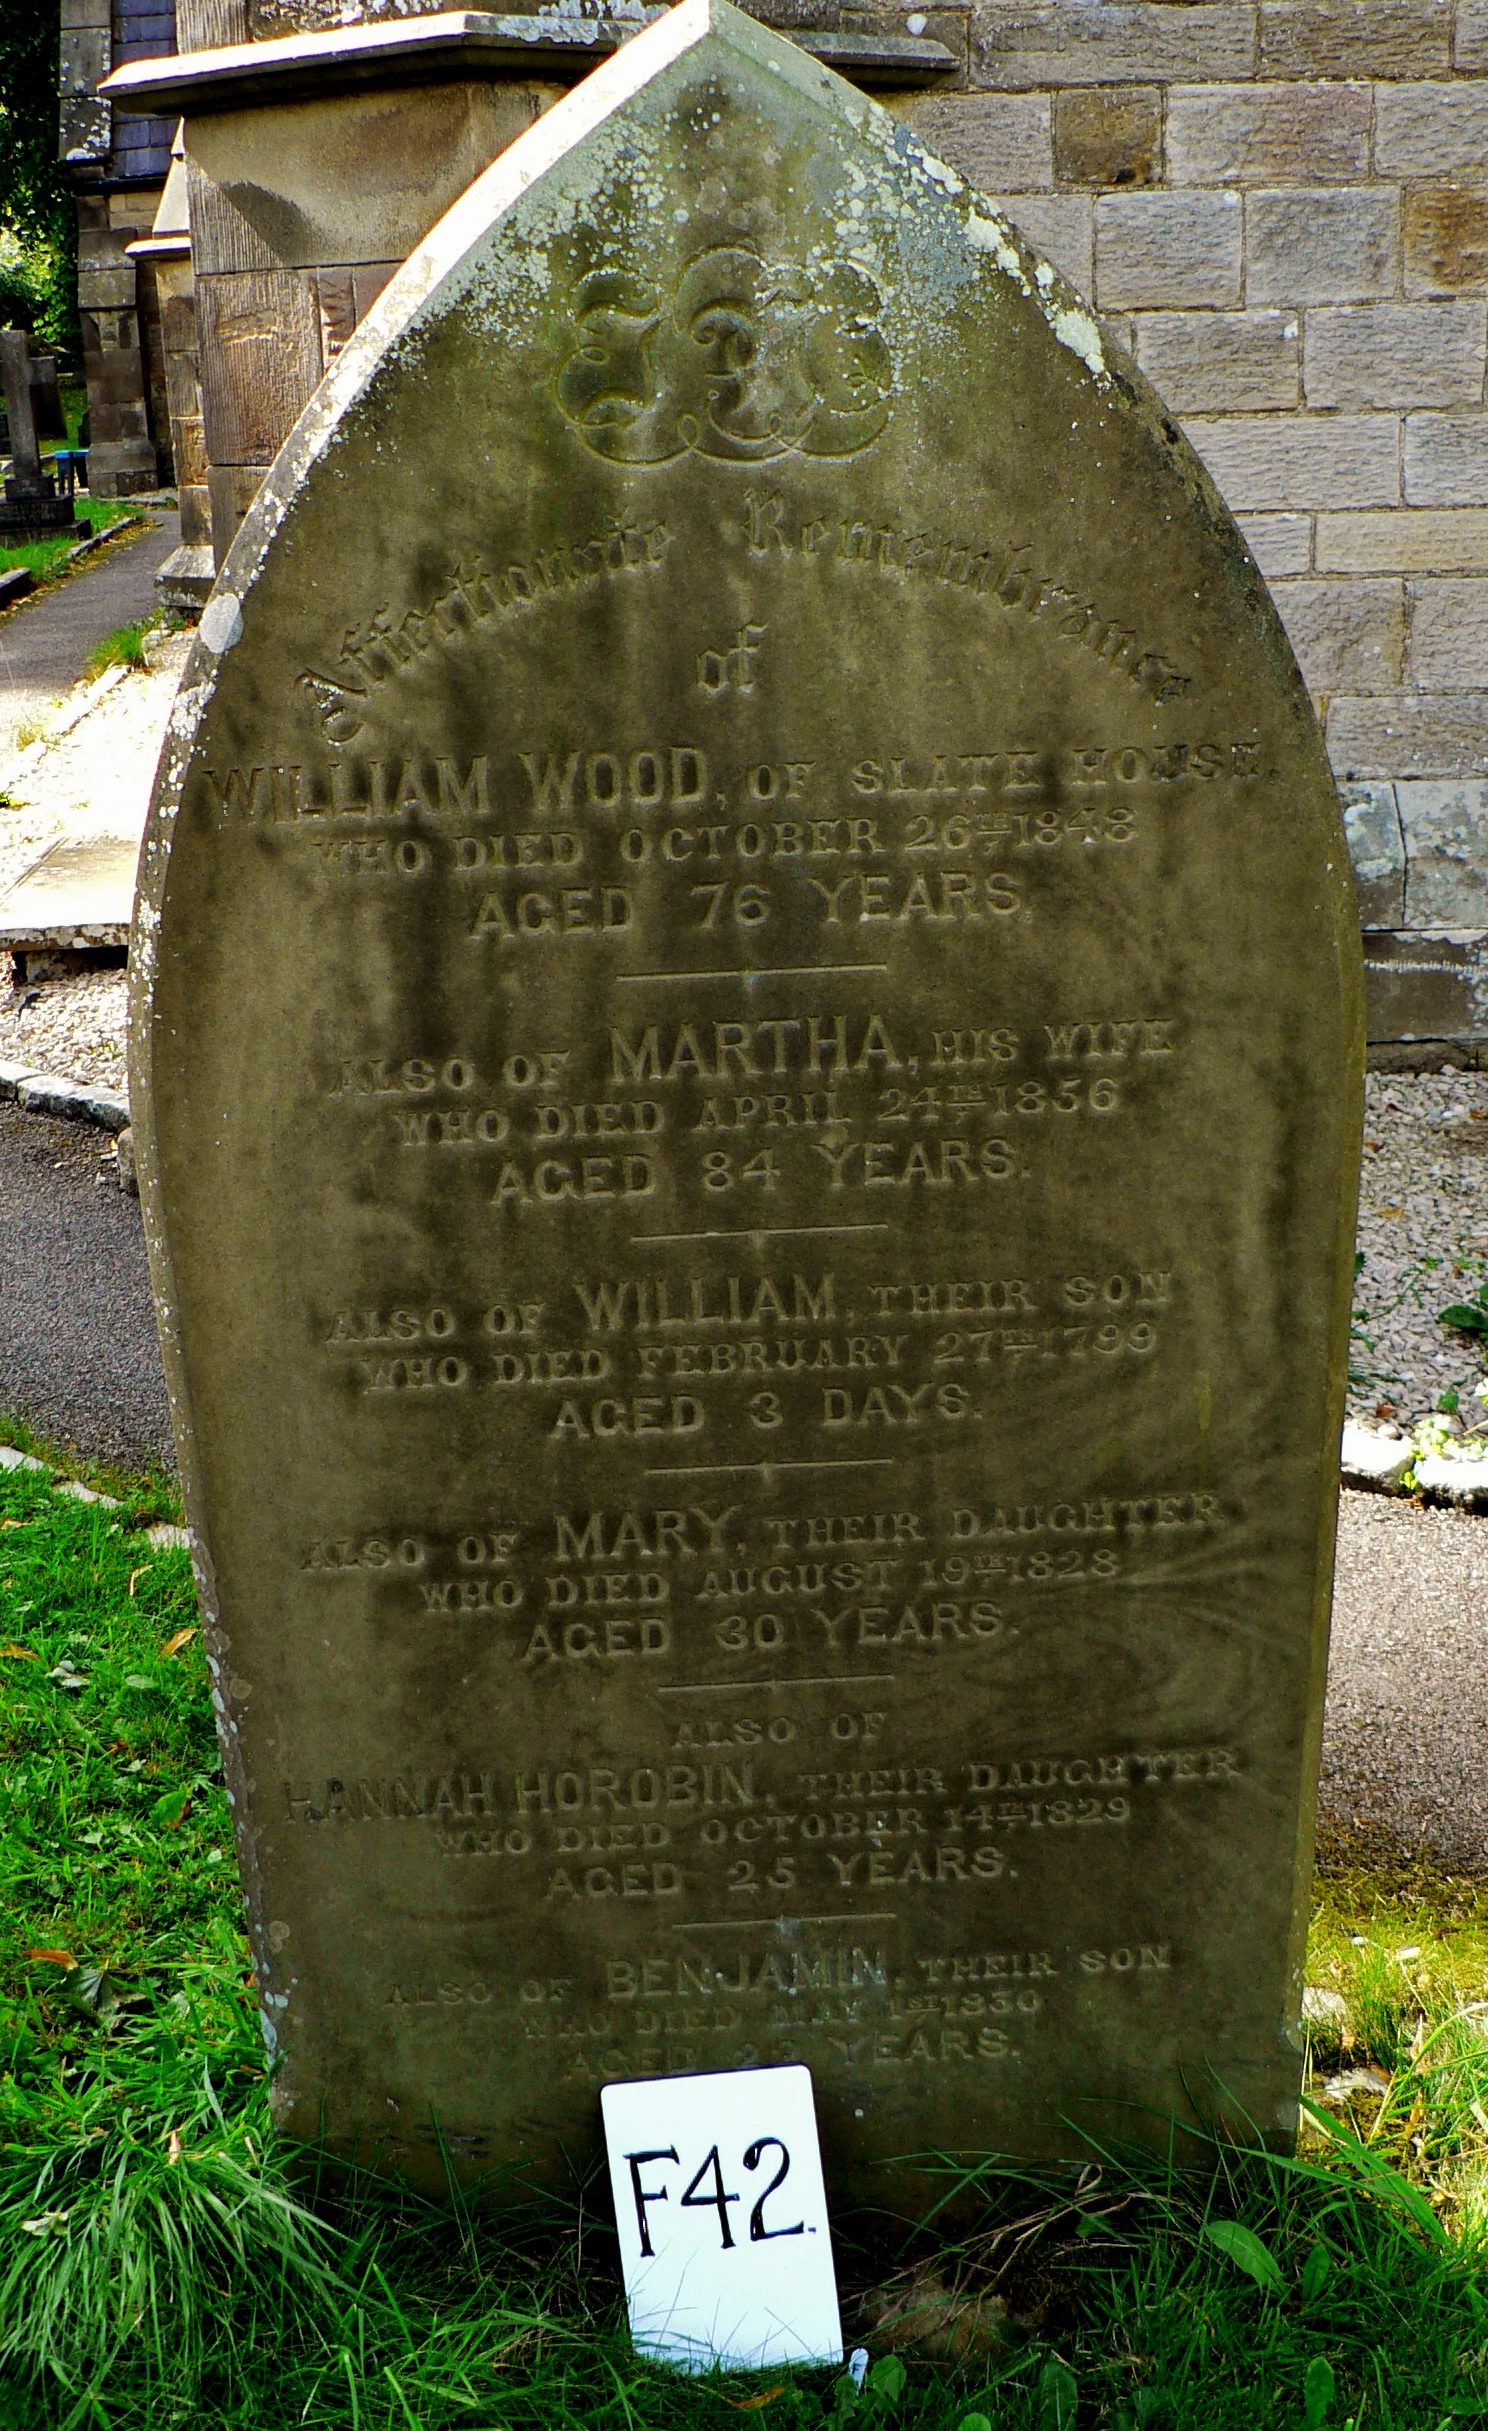 Affectionate Remembrance
of
WILLIAM WOOD, OF SLATE HOUSE,
WHO DIED OCTOBER 26TH 1848
AGED 76 YEARS.
ALSO OF MARTHA, HIS WIFE
WHO DIED APRIL 24TH 1856
AGED 84 YEARS.
ALSO OF WILLIAM, THEIR SON
WHO DIED FEBRUARY 27TH 1799
AGED 3 DAYS.
ALSO OF MARY, THEIR DAUGHTER
WHO DIED AUGUST 19TH 1828
AGED 30 YEARS.
ALSO OF
HANNAH HOROBIN, THEIR DAUGHTER
WHO DIED OCTOBER 14TH 1829
AGED 25 YEARS.
ALSO OF BENJAMIN, THEIR SON
WHO DIED MAY 1ST 1830
AGED YEARS.
F42.